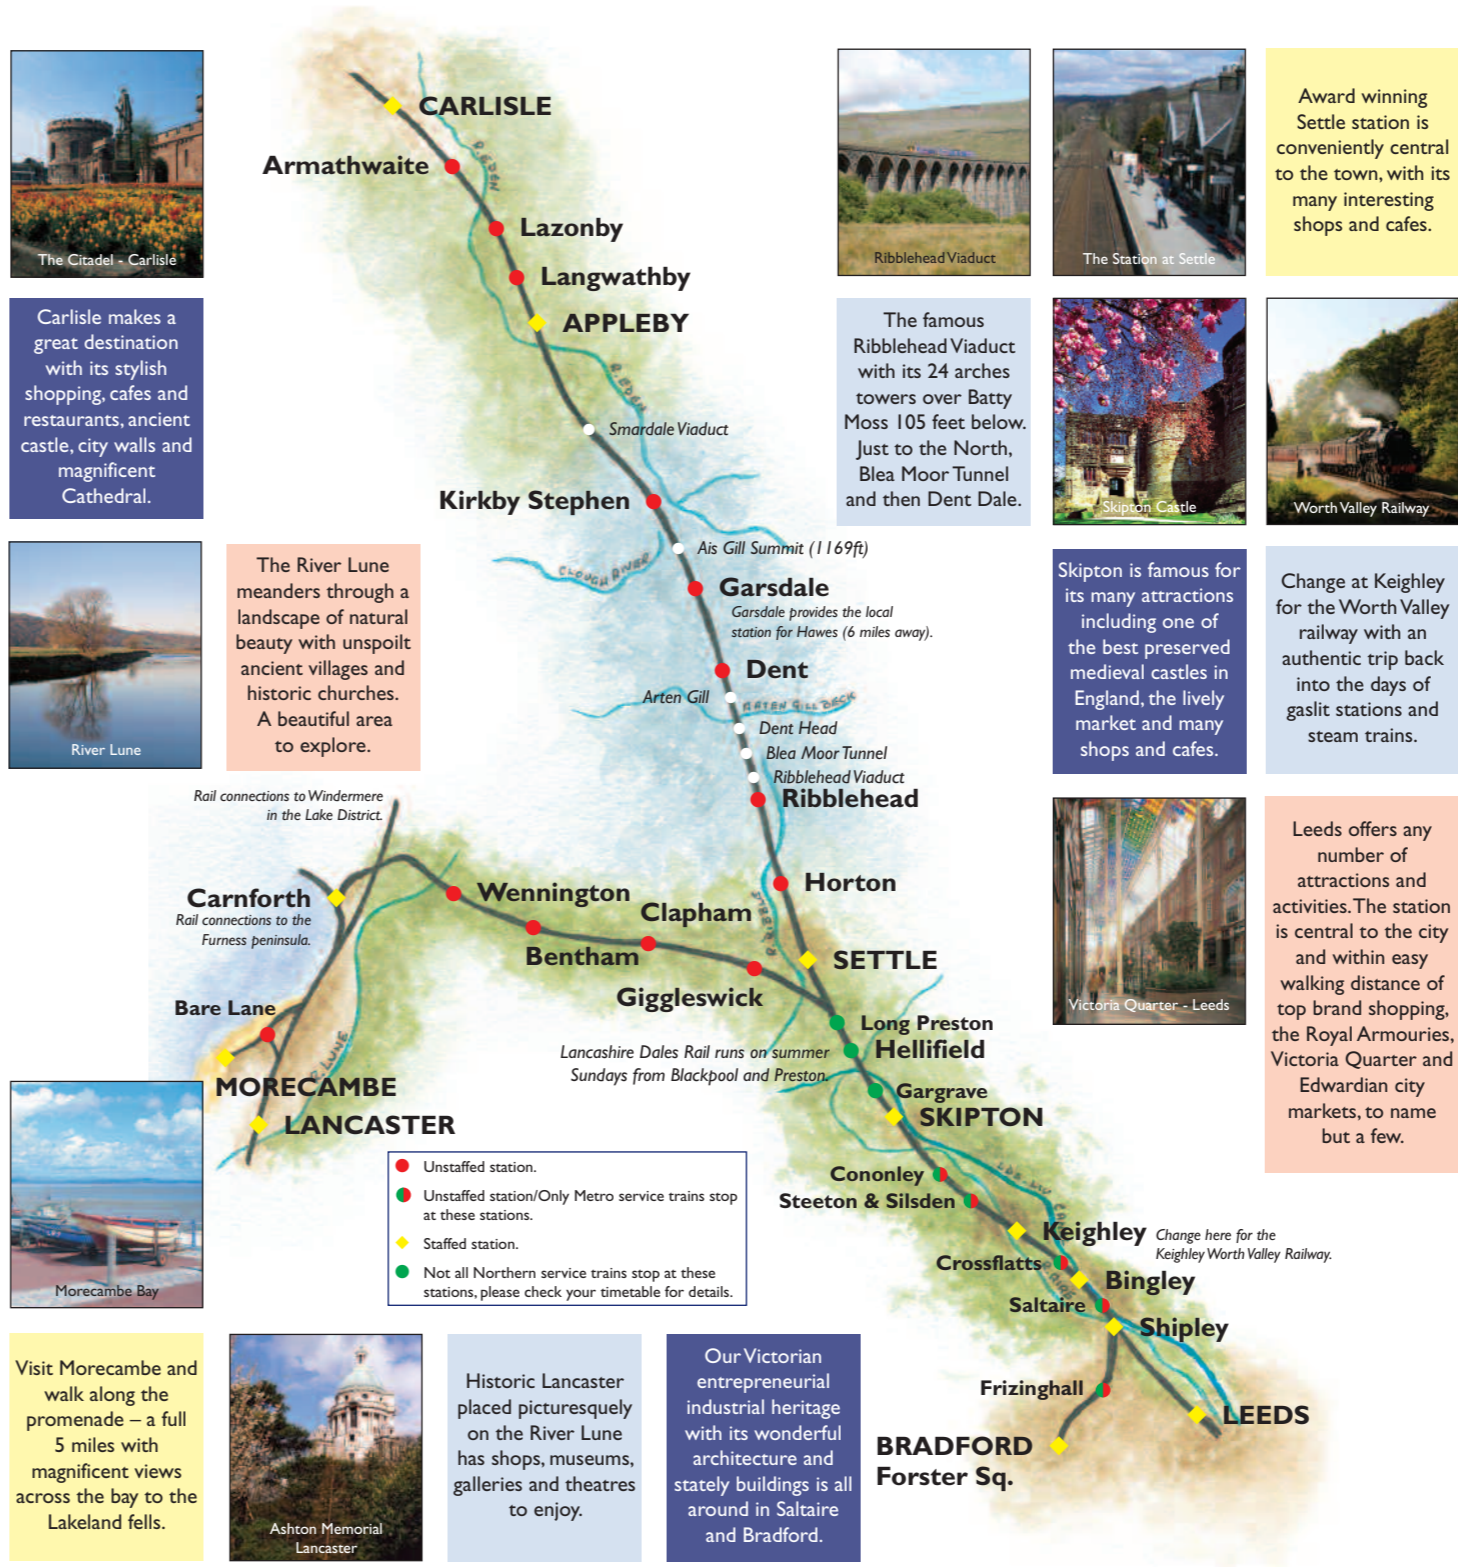 CARLISLE
Armathwaite
Lazonby
Langwathby
APPLEBY
Smardale Viaduct
Kirkby Stephen
Ais Gill Summit (1169ft)
Garsdale
Garsdale provides the local
station for Hawes (6 miles away).
Dent
Arten Gill
Dent Head
Blea Moor Tunnel
Ribblehead Viaduct
Ribblehead
Horton
SETTLE
R. EDEN
R. EDEN
CLOUGH RIVER
ARTEN GILL BECK
R. RIBBLE
The Citadel - Carlisle
Carlisle makes a
great destination
with its stylish
shopping, cafes and
restaurants, ancient
castle, city walls and
magnificent
Cathedral.
River Lune
The River Lune
meanders through a
landscape of natural
beauty with unspoilt
ancient villages and
historic churches.
A beautiful area
to explore.
Ribblehead Viaduct
The Station at Settle
Award winning
Settle station is
conveniently central
to the town, with its
many interesting
shops and cafes.
The famous
Ribblehead Viaduct
with its 24 arches
towers over Batty
Moss 105 feet below.
Just to the North,
Blea Moor Tunnel
and then Dent Dale.
Skipton Castle
Worth Valley Railway
Skipton is famous for
its many attractions
including one of
the best preserved
medieval castles in
England, the lively
market and many
shops and cafes.
Change at Keighley
for the Worth Valley
railway with an
authentic trip back
into the days of
gaslit stations and
steam trains.
Victoria Quarter - Leeds
Leeds offers any
number of
attractions and
activities. The station
is central to the city
and within easy
walking distance of
top brand shopping,
the Royal Armouries,
Victoria Quarter and
Edwardian city
markets, to name
but a few.
Rail connections to Windermere
in the Lake District.
Carnforth
Rail connections to the
Furness peninsula.
Wennington
Clapham
Bentham
Giggleswick
Bare Lane
MORECAMBE
LANCASTER
R. LUNE
Long Preston
Hellifield
Lancashire Dales Rail runs on summer
Sundays from Blackpool and Preston.
Gargrave
SKIPTON
Cononley
Steeton & Silsden
Keighley
Change here for the
Keighley Worth Valley Railway.
Crossflatts
Bingley
Saltaire
Shipley
Frizinghall
LEEDS
BRADFORD
Forster Sq.
R. AIRE
Unstaffed station.
Unstaffed station/Only Metro service trains stop
at these stations.
Staffed station.
Not all Northern service trains stop at these
stations, please check your timetable for details.
Morecambe Bay
Visit Morecambe and
walk along the
promenade – a full
5 miles with
magnificent views
across the bay to the
Lakeland fells.
Ashton Memorial
Lancaster
Historic Lancaster
placed picturesquely
on the River Lune
has shops, museums,
galleries and theatres
to enjoy.
Our Victorian
entrepreneurial
industrial heritage
with its wonderful
architecture and
stately buildings is all
around in Saltaire
and Bradford.